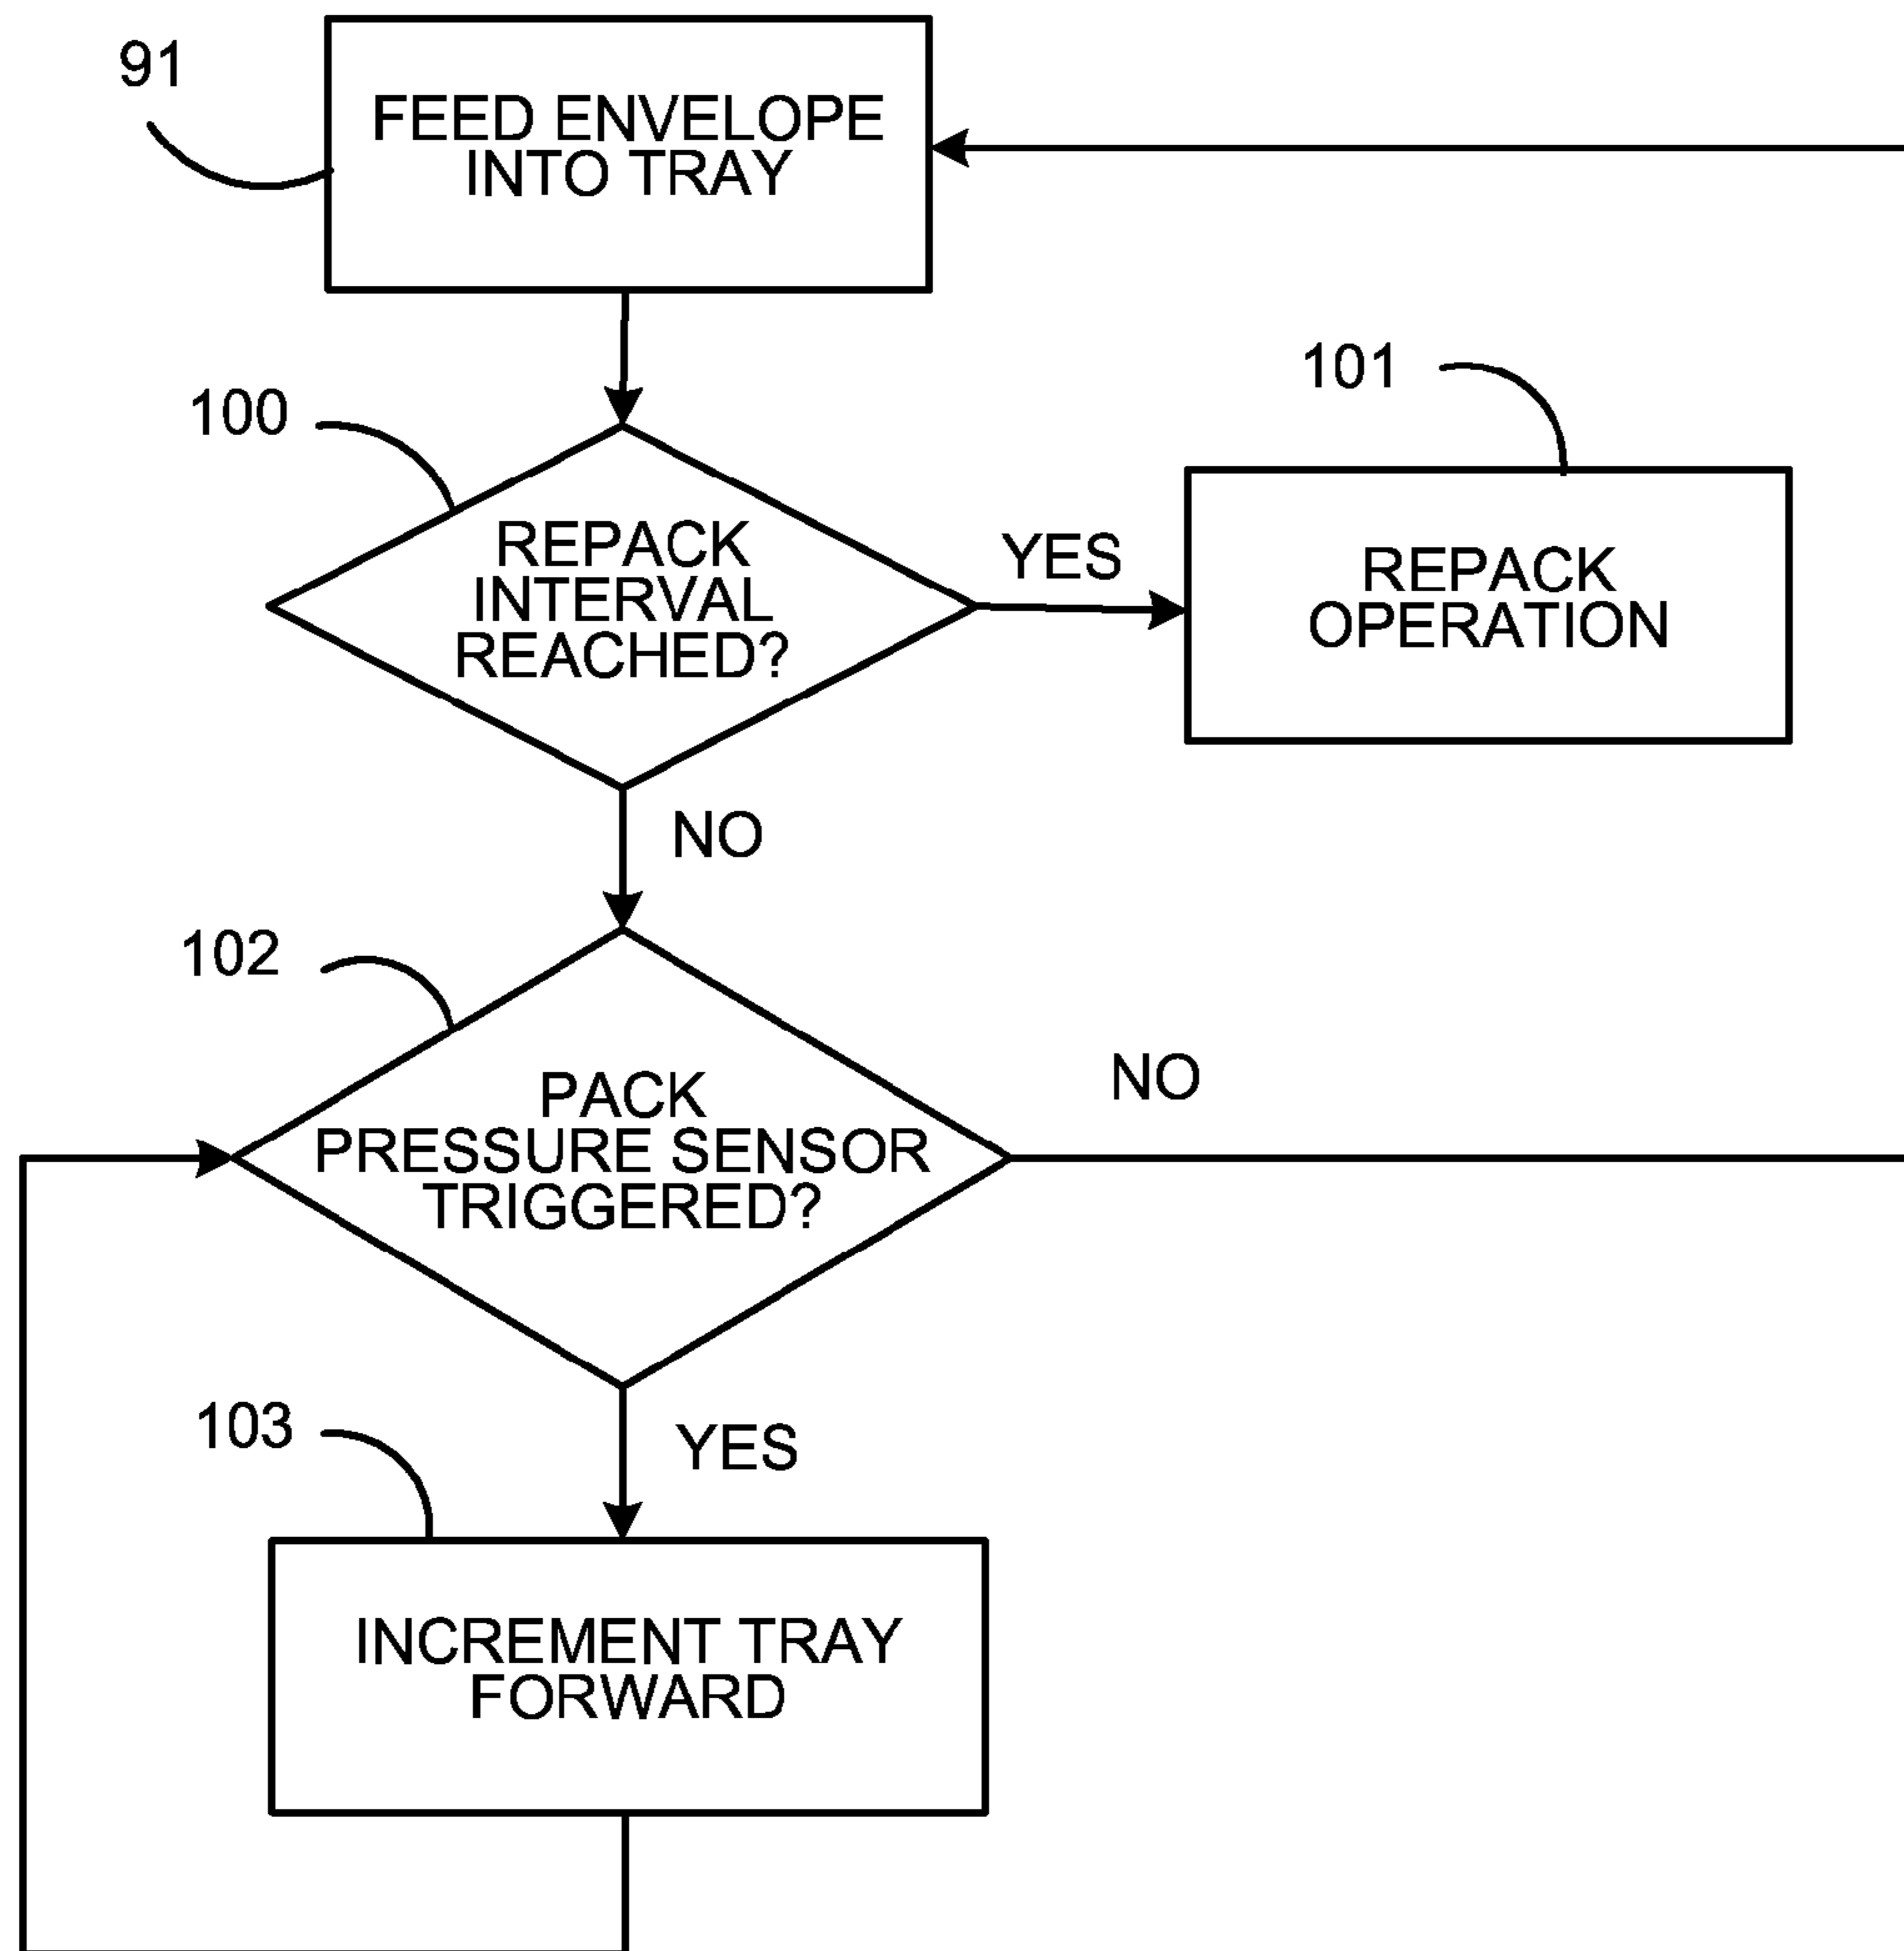 91
FEED ENVELOPE
INTO TRAY
100
REPACK
INTERVAL
REACHED?
YES
101
REPACK
OPERATION
NO
102
PACK
PRESSURE SENSOR
TRIGGERED?
NO
YES
103
INCREMENT TRAY
FORWARD